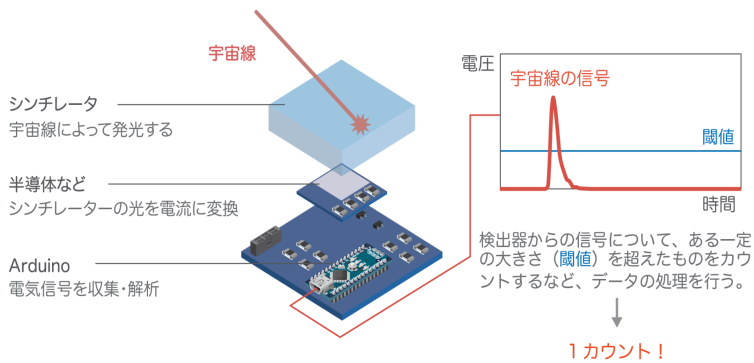 宇宙線
シンチレータ
宇宙線によって発光する
半導体など
シンチレーターの光を電流に変換
Arduino
電気信号を収集・解析
電圧
宇宙線の信号
閾値
時間
検出器からの信号について、ある一定
の大きさ（閾値）を超えたものをカウ
ントするなど、データの処理を行う。
1カウント！